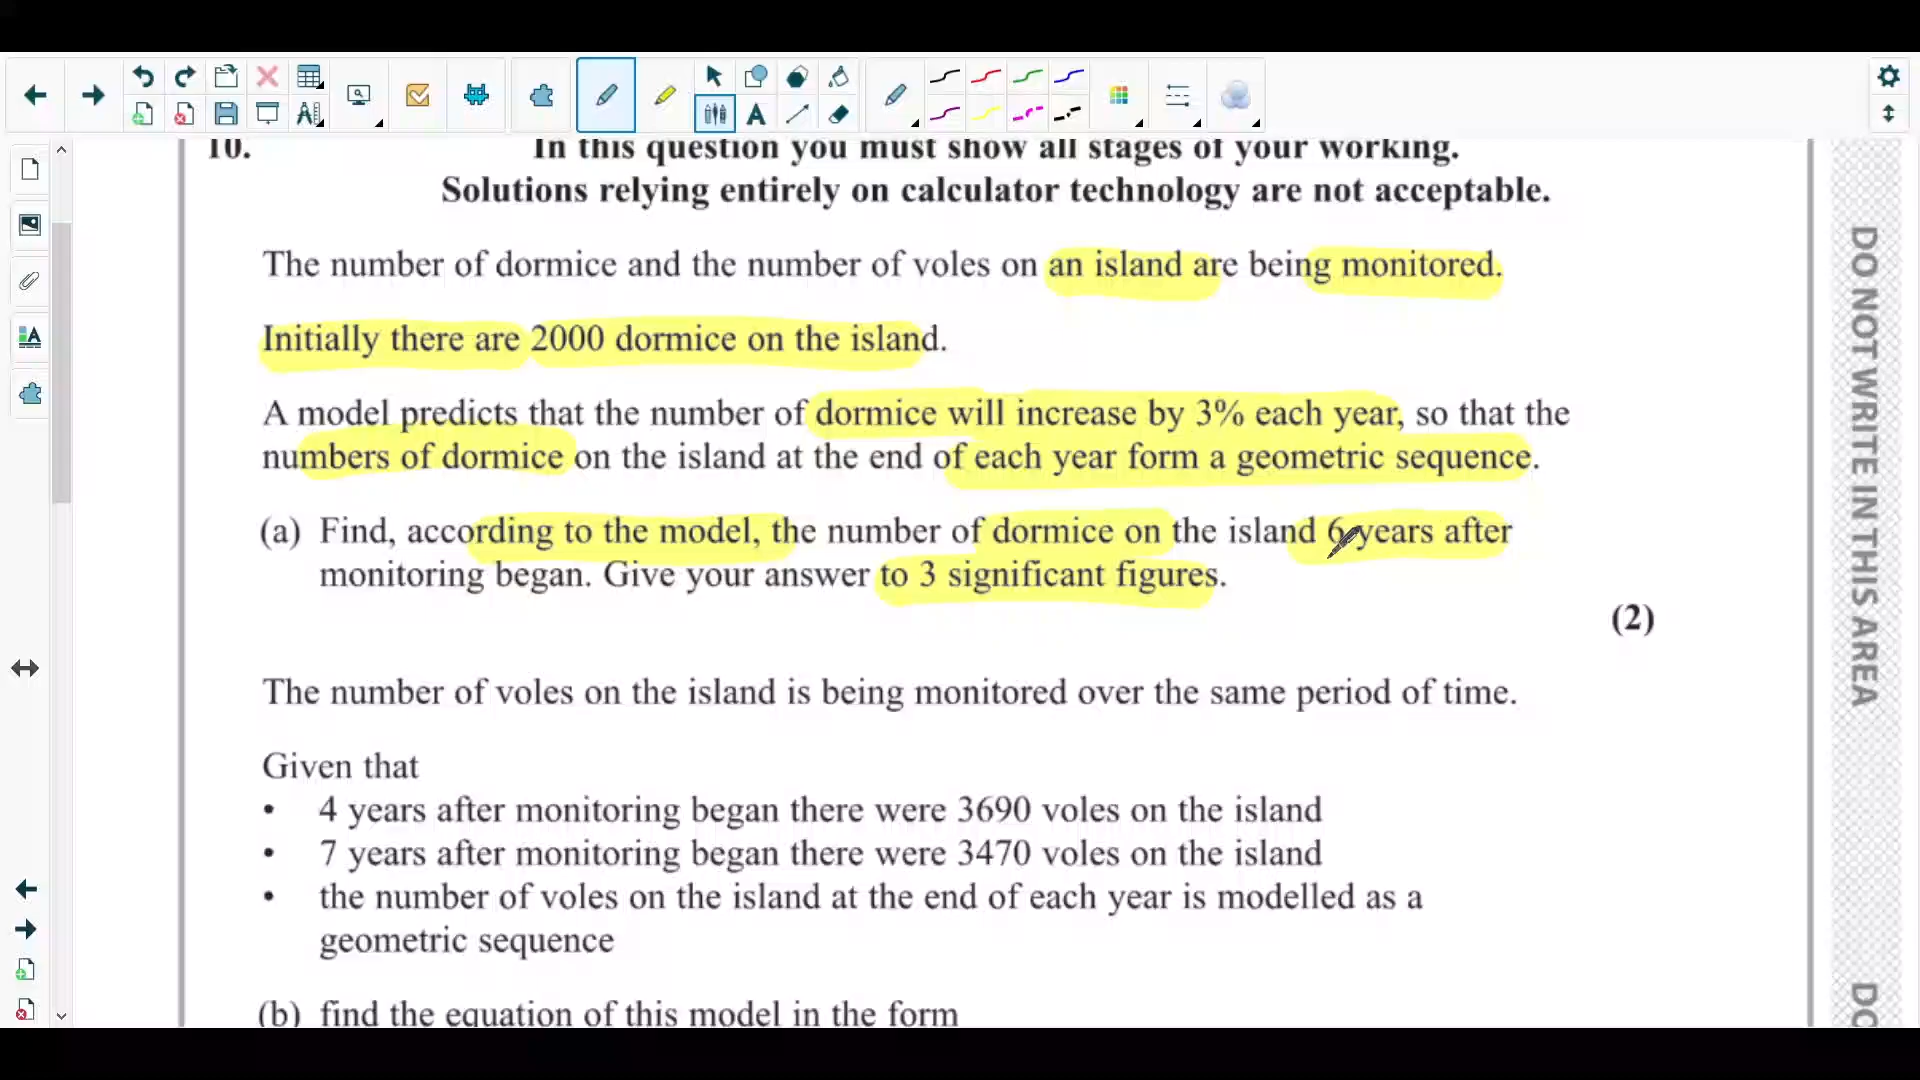 10. In this question you must show all stages of your working.
Solutions relying entirely on calculator technology are not acceptable.
The number of dormice and the number of voles on an island are being monitored.
Initially there are 2000 dormice on the island.
A model predicts that the number of dormice will increase by 3% each year, so that the
numbers of dormice on the island at the end of each year form a geometric sequence.
(a) Find, according to the model, the number of dormice on the island 6 years after
monitoring began. Give your answer to 3 significant figures.
(2)
The number of voles on the island is being monitored over the same period of time.
Given that
• 4 years after monitoring began there were 3690 voles on the island
• 7 years after monitoring began there were 3470 voles on the island
• the number of voles on the island at the end of each year is modelled as a
geometric sequence
(b) find the equation of this model in the form
DO NOT WRITE IN THIS AREA
DO